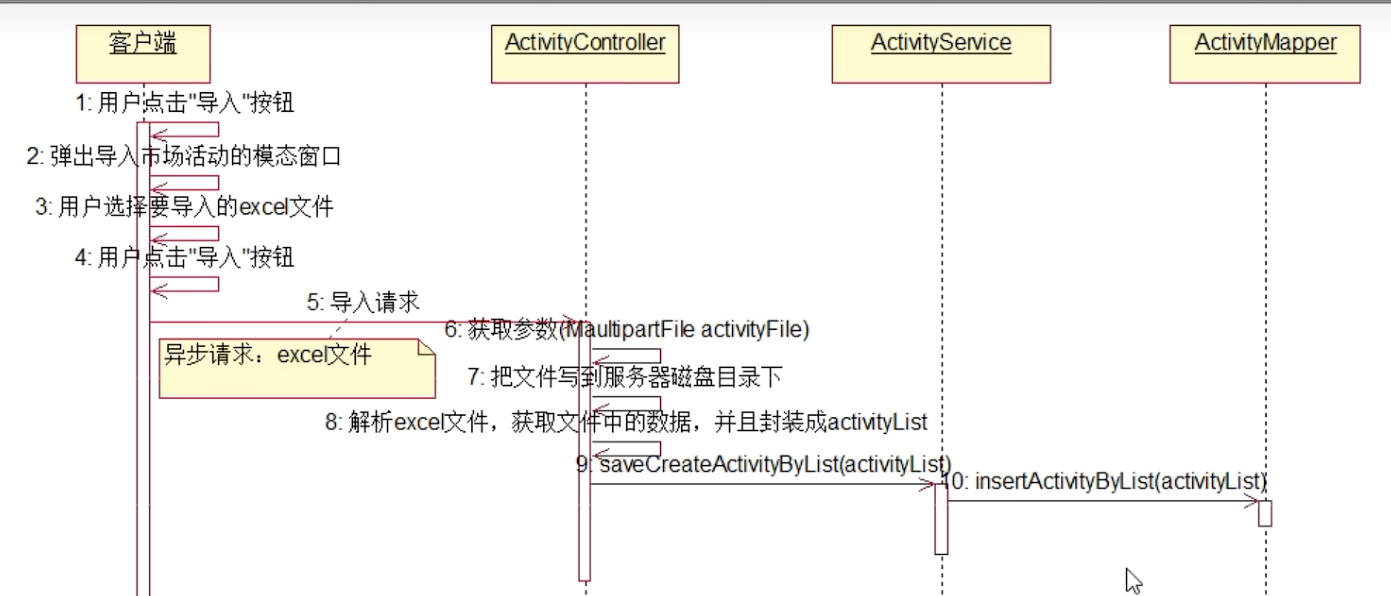 客户端
ActivityController
ActivityService
ActivityMapper
1: 用户点击"导入"按钮
2: 弹出导入市场活动的模态窗口
3: 用户选择要导入的excel文件
4: 用户点击"导入"按钮
5: 导入请求
异步请求：excel文件
6: 获取参数(MaultipartFile activityFile)
7: 把文件写到服务器磁盘目录下
8: 解析excel文件，获取文件中的数据，并且封装成activityList
9: saveCreateActivityByList(activityList)
10: insertActivityByList(activityList)